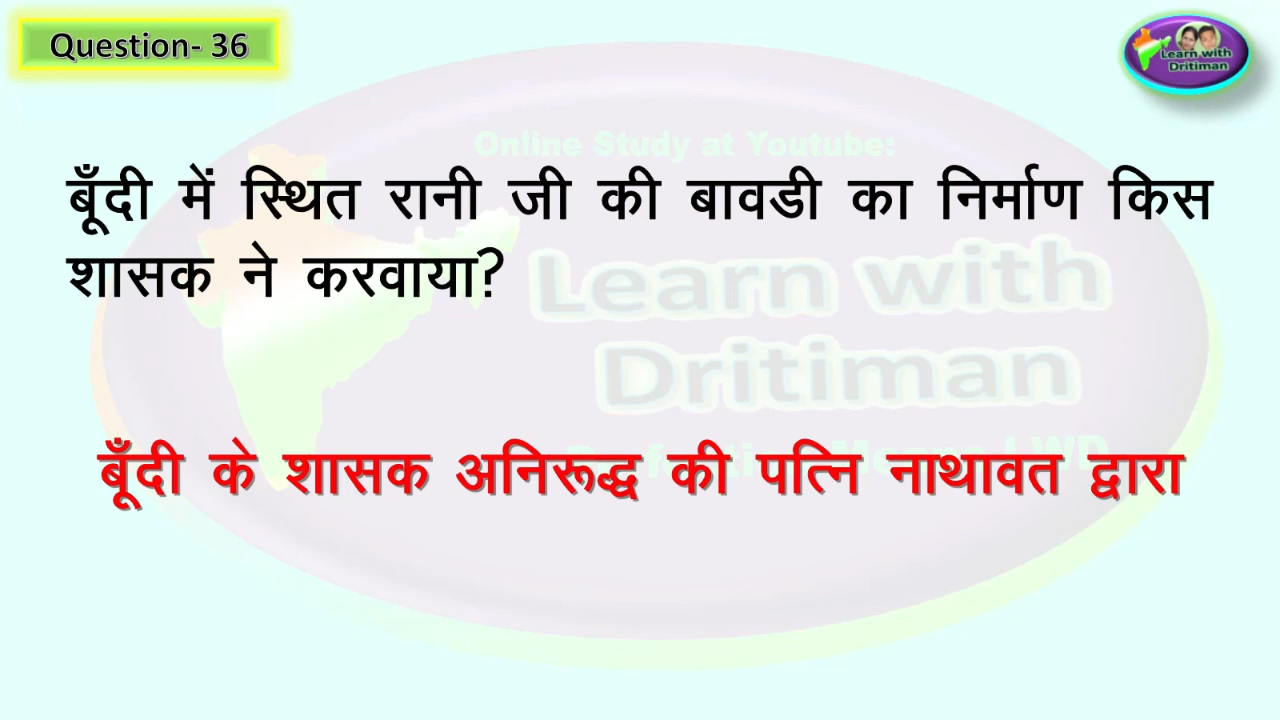 Question- 36
Learn with
Dritiman
Online Study at Youtube:
बूँदी में स्थित रानी जी की बावडी का निर्माण किस
शासक ने करवाया?
Learn with
Dritiman
बूँदी के शासक अनिरूद्ध की पत्नि नाथावत द्वारा